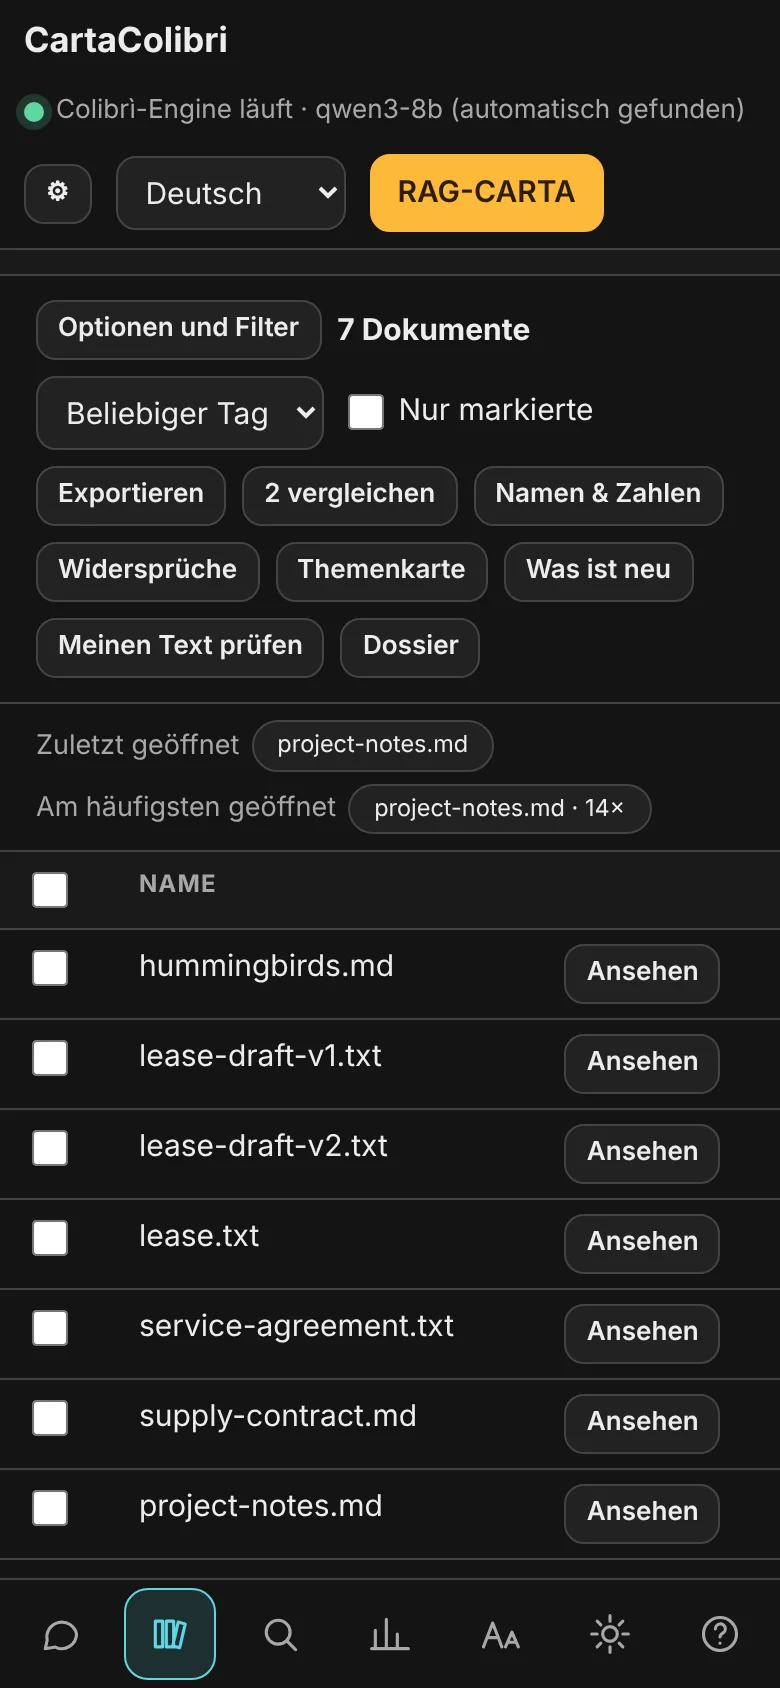 CartaColibri
Colibrì-Engine läuft · qwen3-8b (automatisch gefunden)
Deutsch
RAG-CARTA
Optionen und Filter
7 Dokumente
Beliebiger Tag
Nur markierte
Exportieren
2 vergleichen
Namen & Zahlen
Widersprüche
Themenkarte
Was ist neu
Meinen Text prüfen
Dossier
Zuletzt geöffnet
project-notes.md
Am häufigsten geöffnet
project-notes.md · 14×
NAME
hummingbirds.md
Ansehen
lease-draft-v1.txt
Ansehen
lease-draft-v2.txt
Ansehen
lease.txt
Ansehen
service-agreement.txt
Ansehen
supply-contract.md
Ansehen
project-notes.md
Ansehen